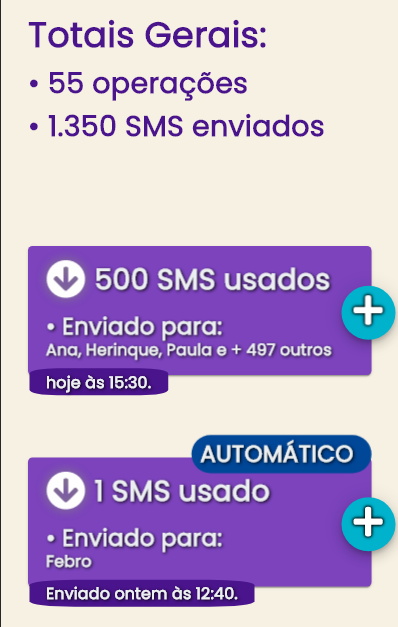 Totais Gerais:
• 55 operações
• 1.350 SMS enviados
500 SMS usados
• Enviado para:
Ana, Herinque, Paula e + 497 outros
hoje às 15:30.
AUTOMÁTICO
1 SMS usado
• Enviado para:
Febro
Enviado ontem às 12:40.